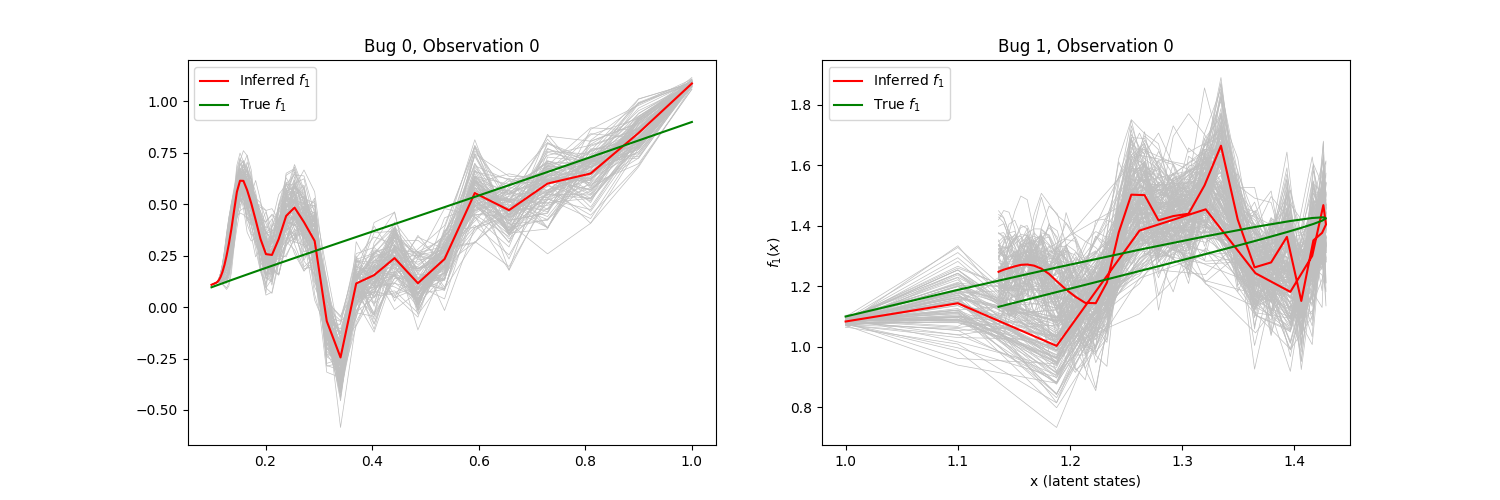 Bug 0, Observation 0
Inferred f₁
True f₁
1.00
0.75
0.50
0.25
0.00
−0.25
−0.50
0.2
0.4
0.6
0.8
1.0
Bug 1, Observation 0
Inferred f₁
True f₁
f₁(x)
1.8
1.6
1.4
1.2
1.0
0.8
1.0
1.1
1.2
1.3
1.4
x (latent states)